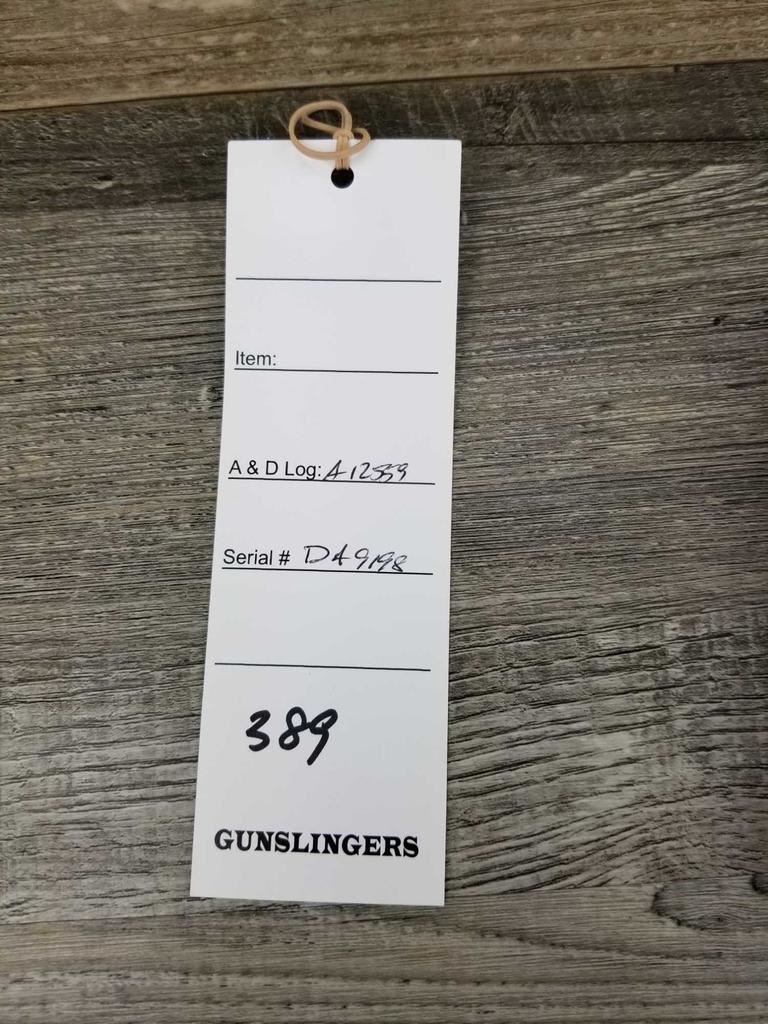 Item:
A & D Log: A12559
Serial # DA9198
389
GUNSLINGERS